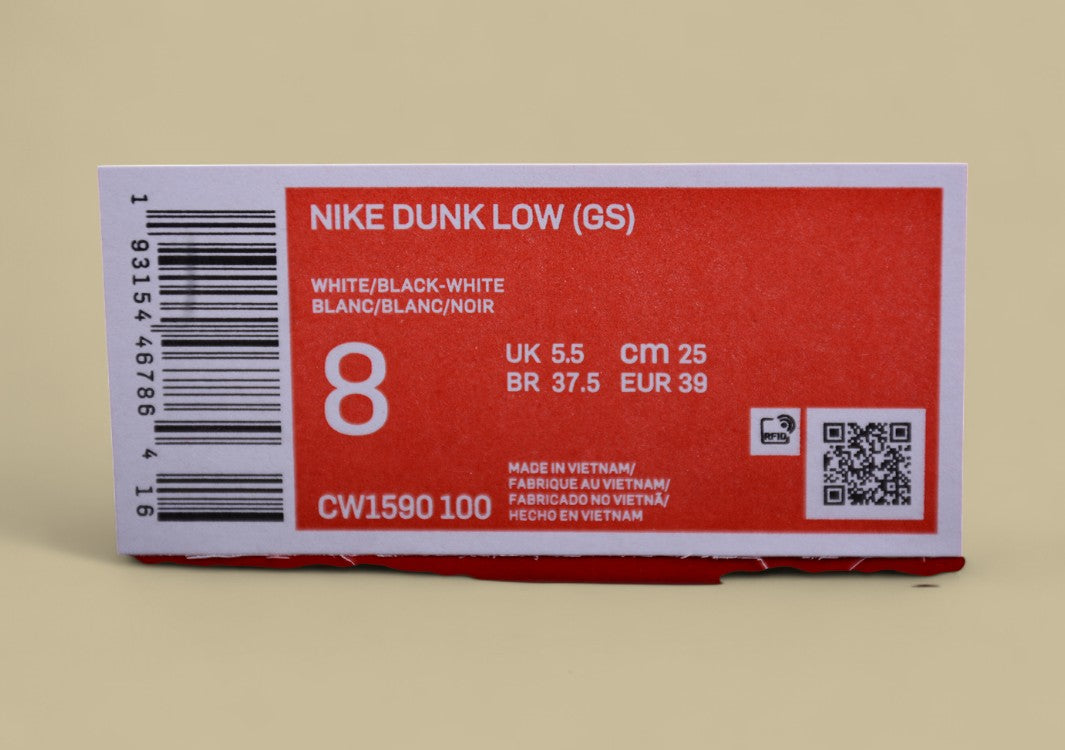 NIKE DUNK LOW (GS)
WHITE/BLACK-WHITE
BLANC/BLANC/NOIR
8
UK 5.5 cm 25
BR 37.5 EUR 39
RFID
MADE IN VIETNAM/
FABRIQUE AU VIETNAM/
FABRICADO NO VIETNÃ/
HECHO EN VIETNAM
CW1590 100
1 93154 46786 4 16